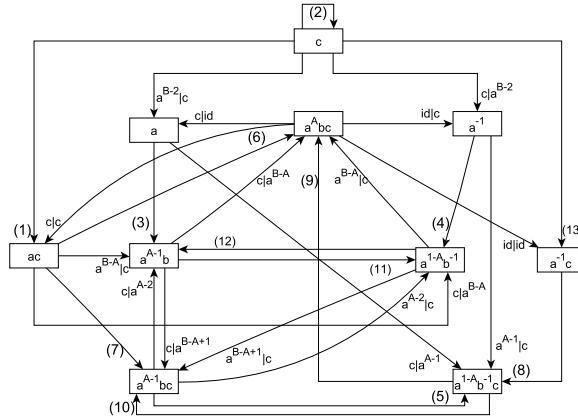 (2)
c
a^{B-2}|c
c|a^{B-2}
a
c|id
a^{A}bc
id|c
a^{-1}
(6)
c|a^{B-A}
(9)
a^{B-A}|c
(1)
c|c
(3)
(4)
id|id
(13)
(12)
ac
a^{B-A}|c
a^{A-1}b
(11)
a^{1-A}b^{-1}
a^{-1}c
c|a^{A-2}
a^{A-2}|c
c|a^{B-A}
(7)
c|a^{B-A+1}
a^{B-A+1}|c
c|a^{A-1}
a^{A-1}|c
(8)
a^{A-1}bc
a^{1-A}b^{-1}c
(10)
(5)